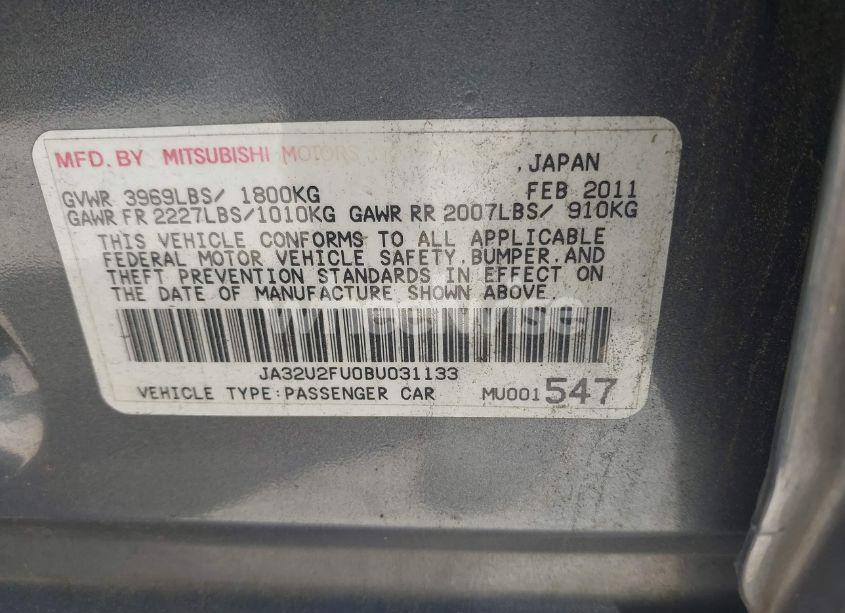 MFD. BY MITSUBISHI MOTORS
, JAPAN
GVWR 3969LBS/ 1800KG FEB 2011
GAWR FR 2227LBS/1010KG GAWR RR 2007LBS/ 910KG
THIS VEHICLE CONFORMS TO ALL APPLICABLE
FEDERAL MOTOR VEHICLE SAFETY, BUMPER, AND
THEFT PREVENTION STANDARDS IN EFFECT ON
THE DATE OF MANUFACTURE SHOWN ABOVE
JA32U2FU0BU031133
VEHICLE TYPE:PASSENGER CAR MU001547